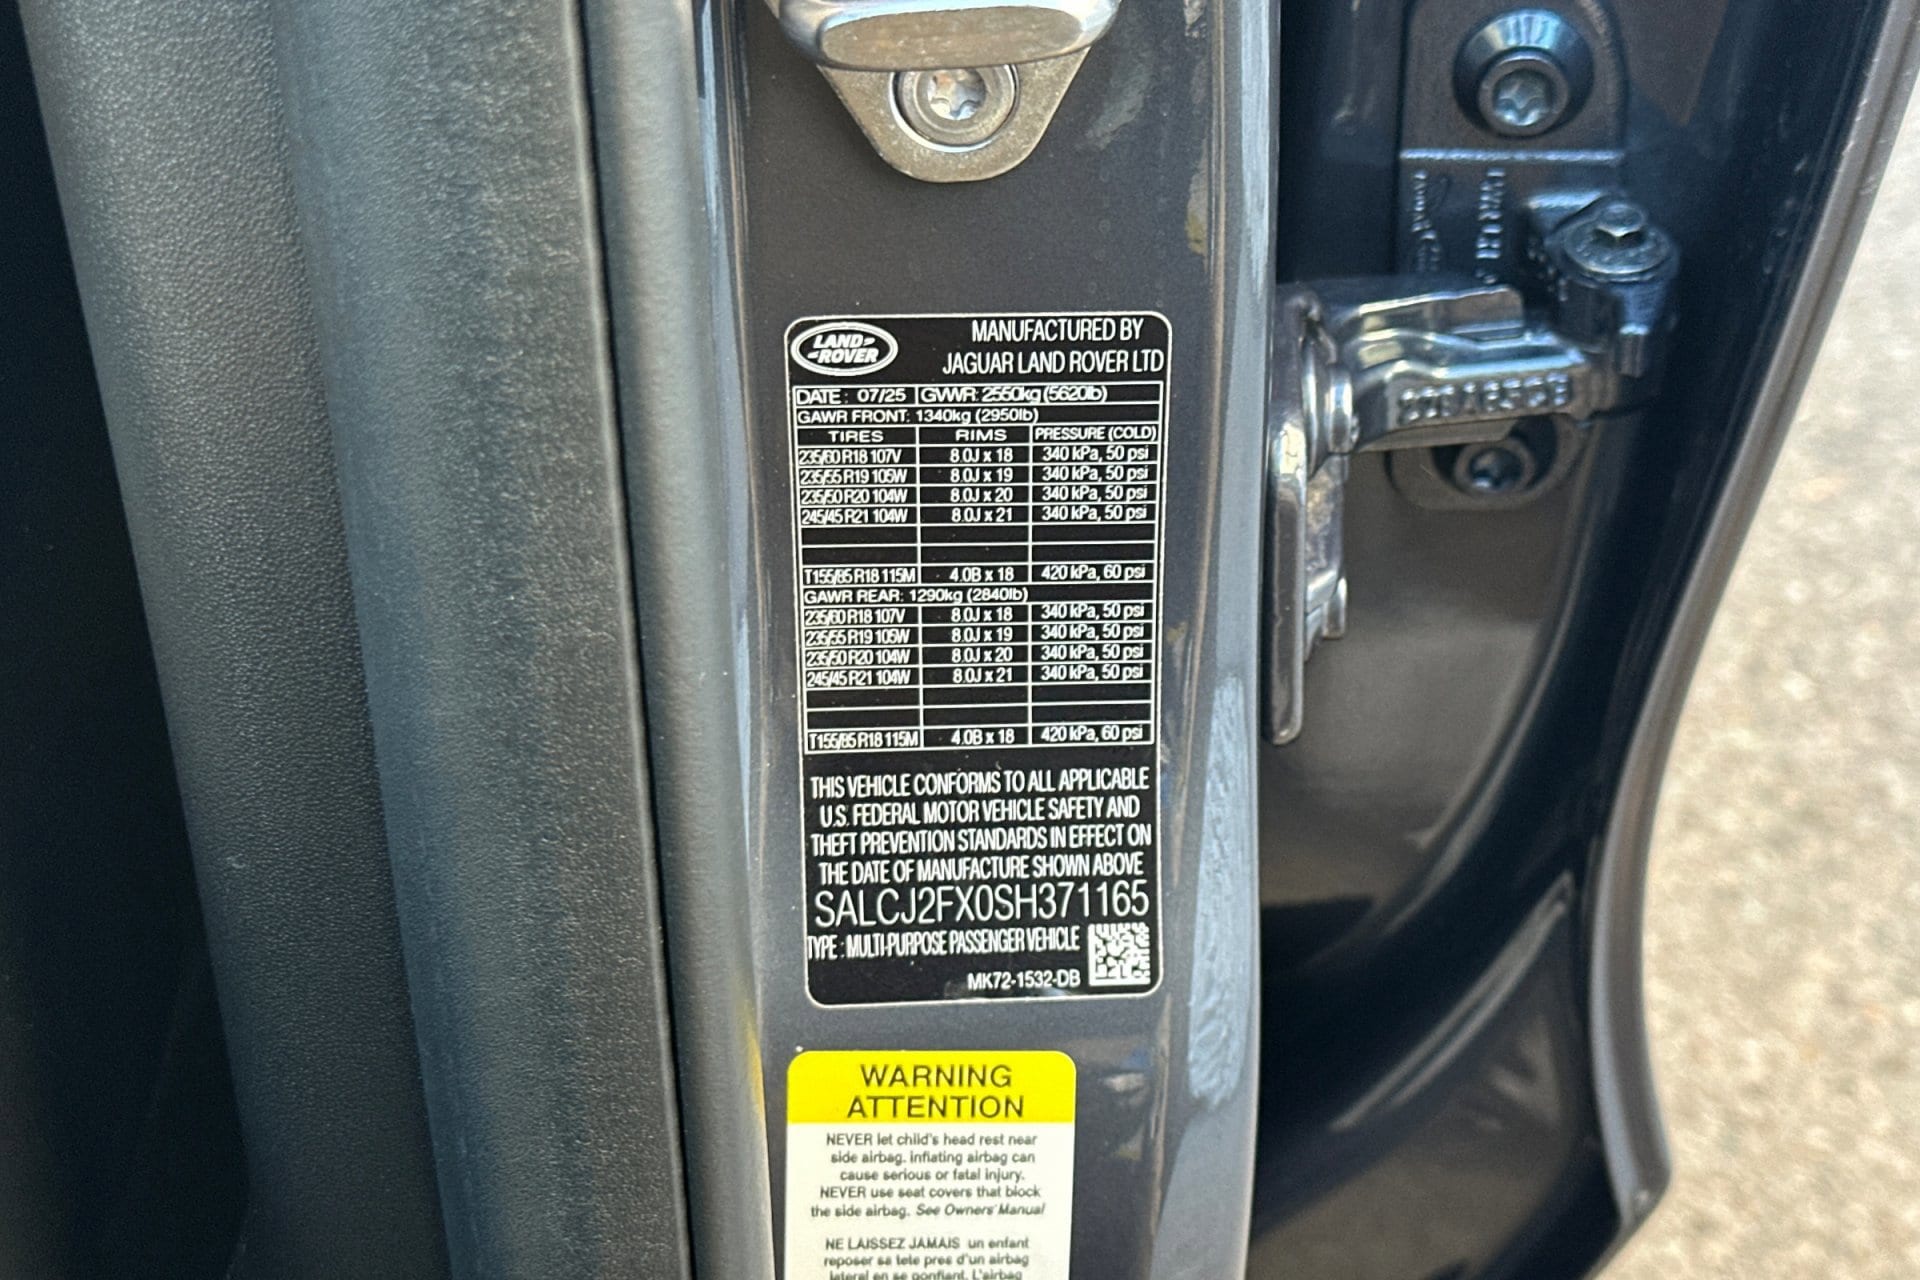 LAND-
-ROVER
MANUFACTURED BY
JAGUAR LAND ROVER LTD
DATE: 07/25 GVWR: 2550kg (5620lb)
GAWR FRONT: 1340kg (2950lb)
TIRES RIMS PRESSURE (COLD)
235/60 R18 107V 8.0J x 18 340 kPa, 50 psi
235/55 R19 105W 8.0J x 19 340 kPa, 50 psi
235/50 R20 104W 8.0J x 20 340 kPa, 50 psi
245/45 R21 104W 8.0J x 21 340 kPa, 50 psi
T155/85 R18 115M 4.0B x 18 420 kPa, 60 psi
GAWR REAR: 1290kg (2840lb)
235/60 R18 107V 8.0J x 18 340 kPa, 50 psi
235/55 R19 105W 8.0J x 19 340 kPa, 50 psi
235/50 R20 104W 8.0J x 20 340 kPa, 50 psi
245/45 R21 104W 8.0J x 21 340 kPa, 50 psi
T155/85 R18 115M 4.0B x 18 420 kPa, 60 psi
THIS VEHICLE CONFORMS TO ALL APPLICABLE
U.S. FEDERAL MOTOR VEHICLE SAFETY AND
THEFT PREVENTION STANDARDS IN EFFECT ON
THE DATE OF MANUFACTURE SHOWN ABOVE
SALCJ2FX0SH371165
TYPE : MULTI-PURPOSE PASSENGER VEHICLE
MK72-1532-DB
WARNING
ATTENTION
NEVER let child's head rest near
side airbag. inflating airbag can
cause serious or fatal injury.
NEVER use seat covers that block
the side airbag. See Owners' Manual
NE LAISSEZ JAMAIS un enfant
reposer sa tete pres d'un airbag
lateral en se gonflant. L'airbag